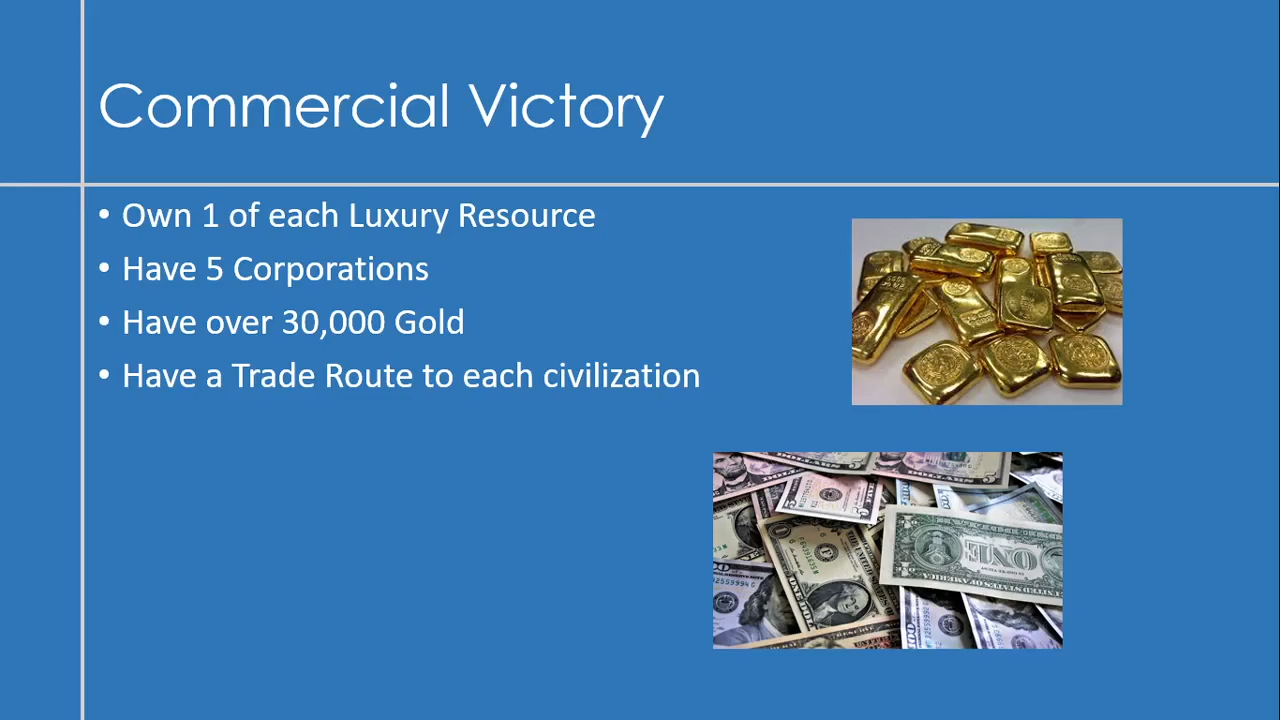 Commercial Victory
• Own 1 of each Luxury Resource
• Have 5 Corporations
• Have over 30,000 Gold
• Have a Trade Route to each civilization
ONE